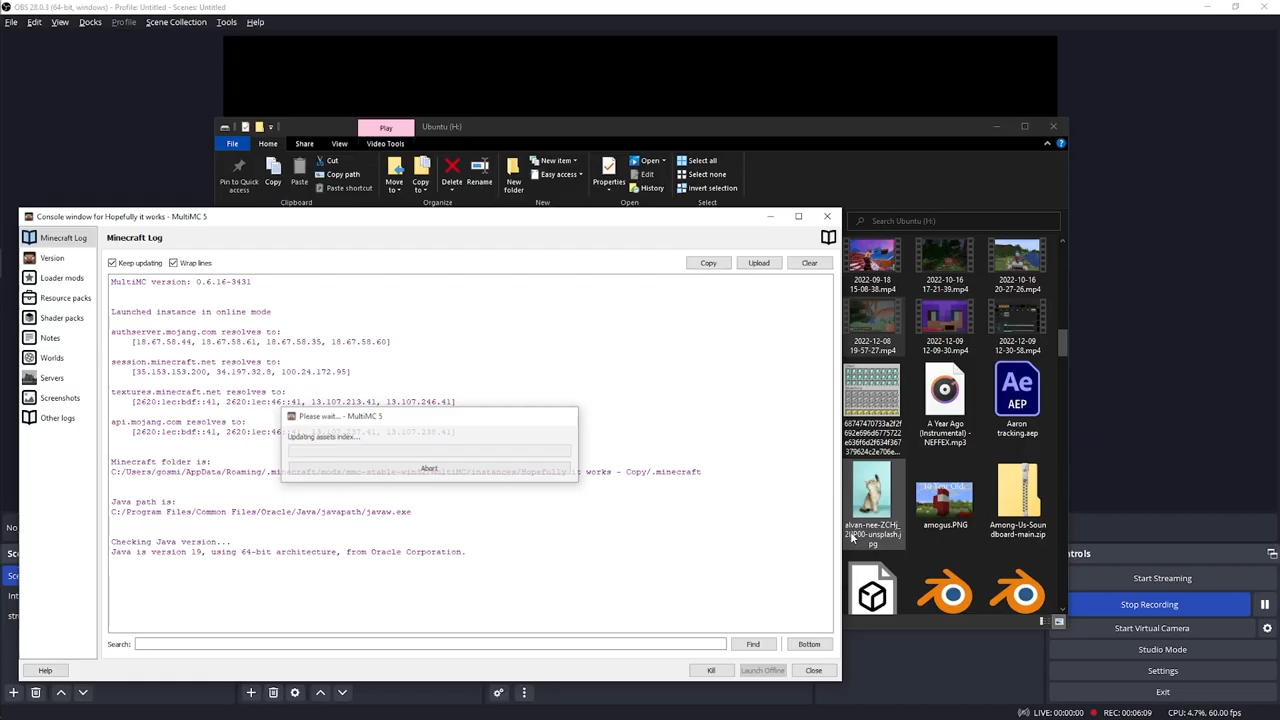 OBS 28.0.3 (64-bit, windows) - Profile: Untitled - Scenes: Untitled
File Edit View Docks Profile Scene Collection Tools Help
Play Ubuntu (H:)
File Home Share View Video Tools
Pin to Quick access
Copy
Paste
Cut
Copy path
Paste shortcut
Clipboard
Move to
Copy to
Delete
Rename
Organize
New folder
New item
Easy access
New
Properties
Open
Edit
History
Open
Select all
Select none
Invert selection
Select
Console window for Hopefully it works - MultiMC 5
Search Ubuntu (H:)
Minecraft Log
Version
Loader mods
Resource packs
Shader packs
Notes
Worlds
Servers
Screenshots
Other logs
Minecraft Log
Keep updating Wrap lines Copy Upload Clear
MultiMC version: 0.6.16-3431
Launched instance in online mode
authserver.mojang.com resolves to:
[18.67.58.44, 18.67.58.61, 18.67.58.35, 18.67.58.60]
session.minecraft.net resolves to:
[35.153.153.200, 34.197.32.8, 100.24.172.95]
textures.minecraft.net resolves to:
[2620:1ec:bdf::41, 2620:1ec:46::41, 13.107.213.41, 13.107.246.41]
api.mojang.com resolves to:
Please wait... - MultiMC 5
Updating assets index...
Abort
Minecraft folder is:
Java path is:
C:/Program Files/Common Files/Oracle/Java/javapath/javaw.exe
Checking Java version...
Java is version 19, using 64-bit architecture, from Oracle Corporation.
Search: Find Bottom
Help Kill Launch Offline Close
2022-09-18 15-08-38.mp4
2022-10-16 17-21-39.mp4
2022-10-16 20-27-26.mp4
2022-12-08 19-57-27.mp4
2022-12-09 12-09-30.mp4
2022-12-09 12-30-58.mp4
A Year Ago (Instrumental) - NEFFEX.mp3
Ae
AEP
Aaron tracking.aep
amogus.PNG
Among-Us-Soundboard-main.zip
Start Streaming
Stop Recording
Start Virtual Camera
Studio Mode
Settings
Exit
LIVE: 00:00:00 REC: 00:06:09 CPU: 4.7%, 60.00 fps